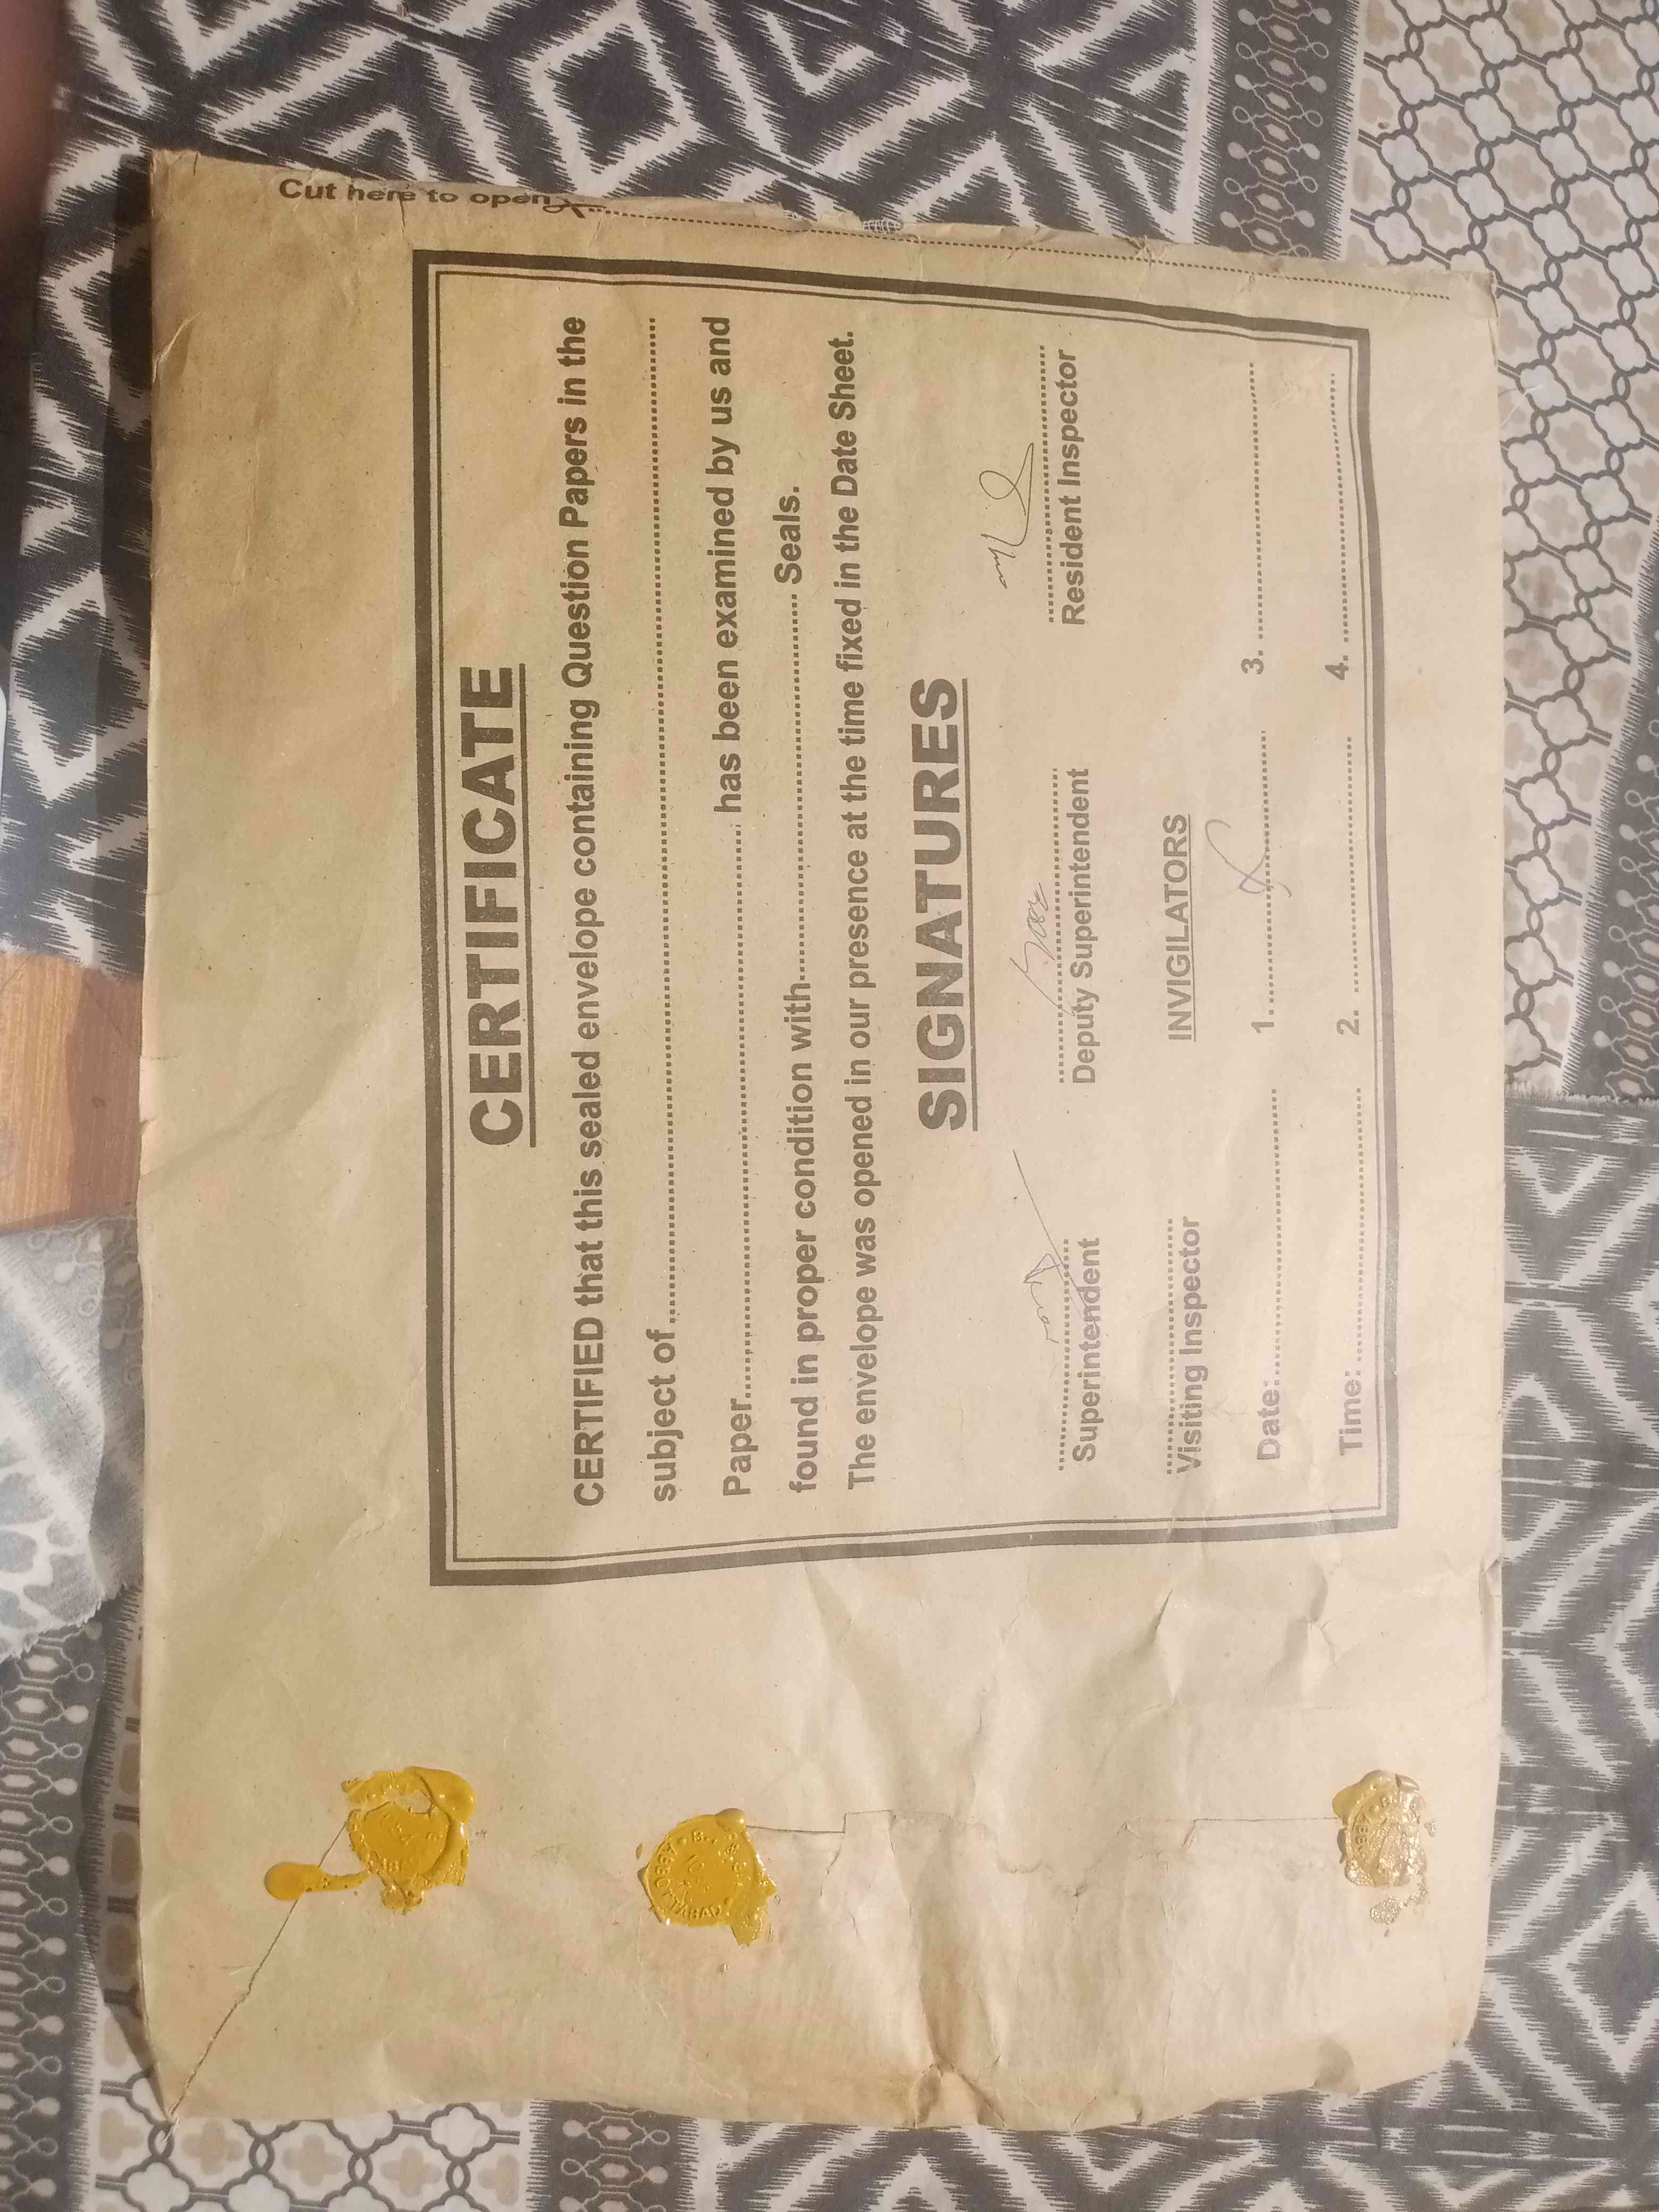 Cut here to open
CERTIFICATE
CERTIFIED that this sealed envelope containing Question Papers in the
subject of........................................................................
Paper.................................... has been examined by us and
found in proper condition with.................................... Seals.
The envelope was opened in our presence at the time fixed in the Date Sheet.
SIGNATURES
Superintendent Deputy Superintendent Resident Inspector
Visiting Inspector INVIGILATORS
Date:.................... 1..................... 3.....................
Time:.................... 2..................... 4.....................
ABBOTTABAD